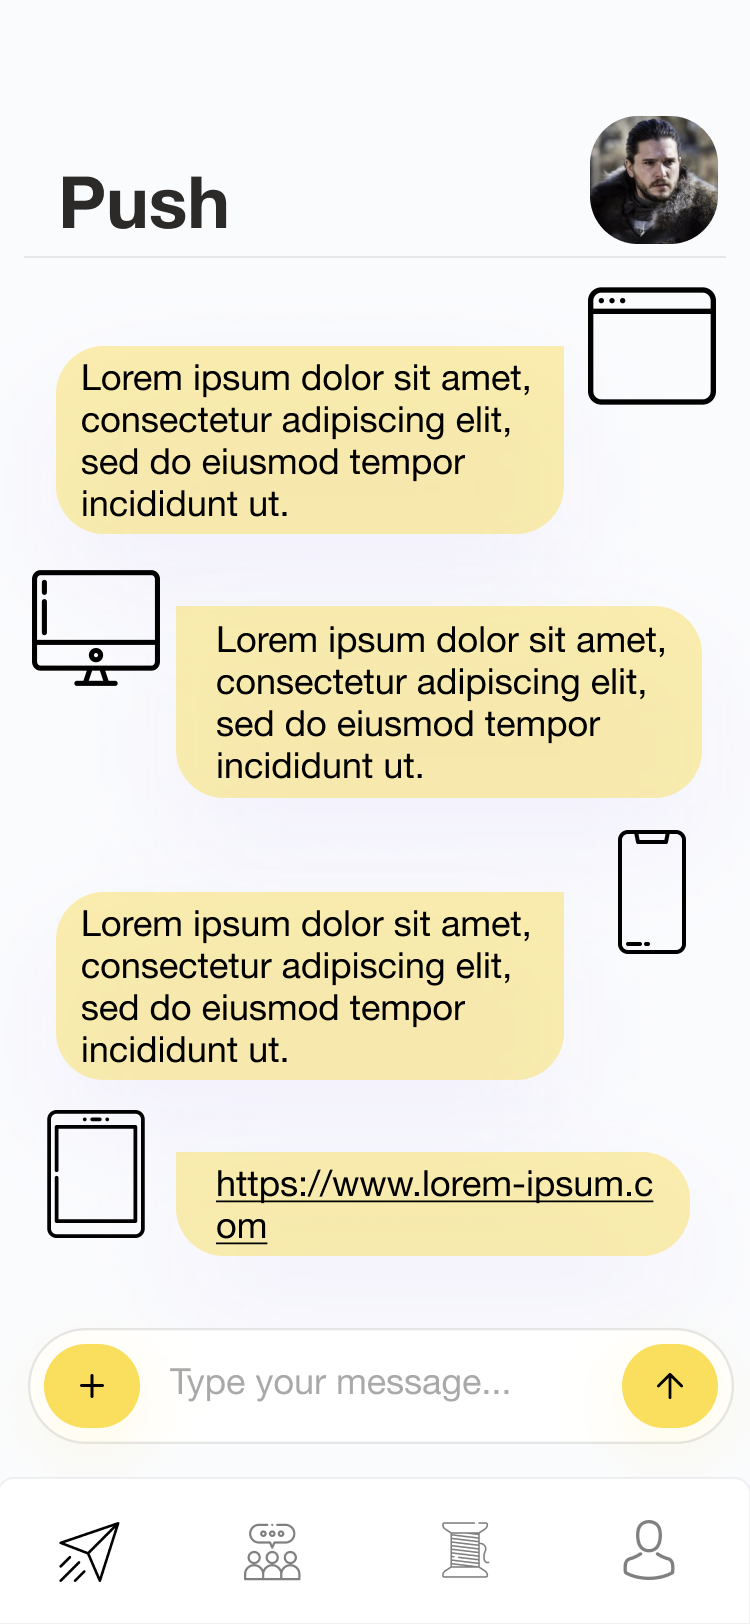 Push
Lorem ipsum dolor sit amet,
consectetur adipiscing elit,
sed do eiusmod tempor
incididunt ut.
Lorem ipsum dolor sit amet,
consectetur adipiscing elit,
sed do eiusmod tempor
incididunt ut.
Lorem ipsum dolor sit amet,
consectetur adipiscing elit,
sed do eiusmod tempor
incididunt ut.
https://www.lorem-ipsum.c
om
Type your message...